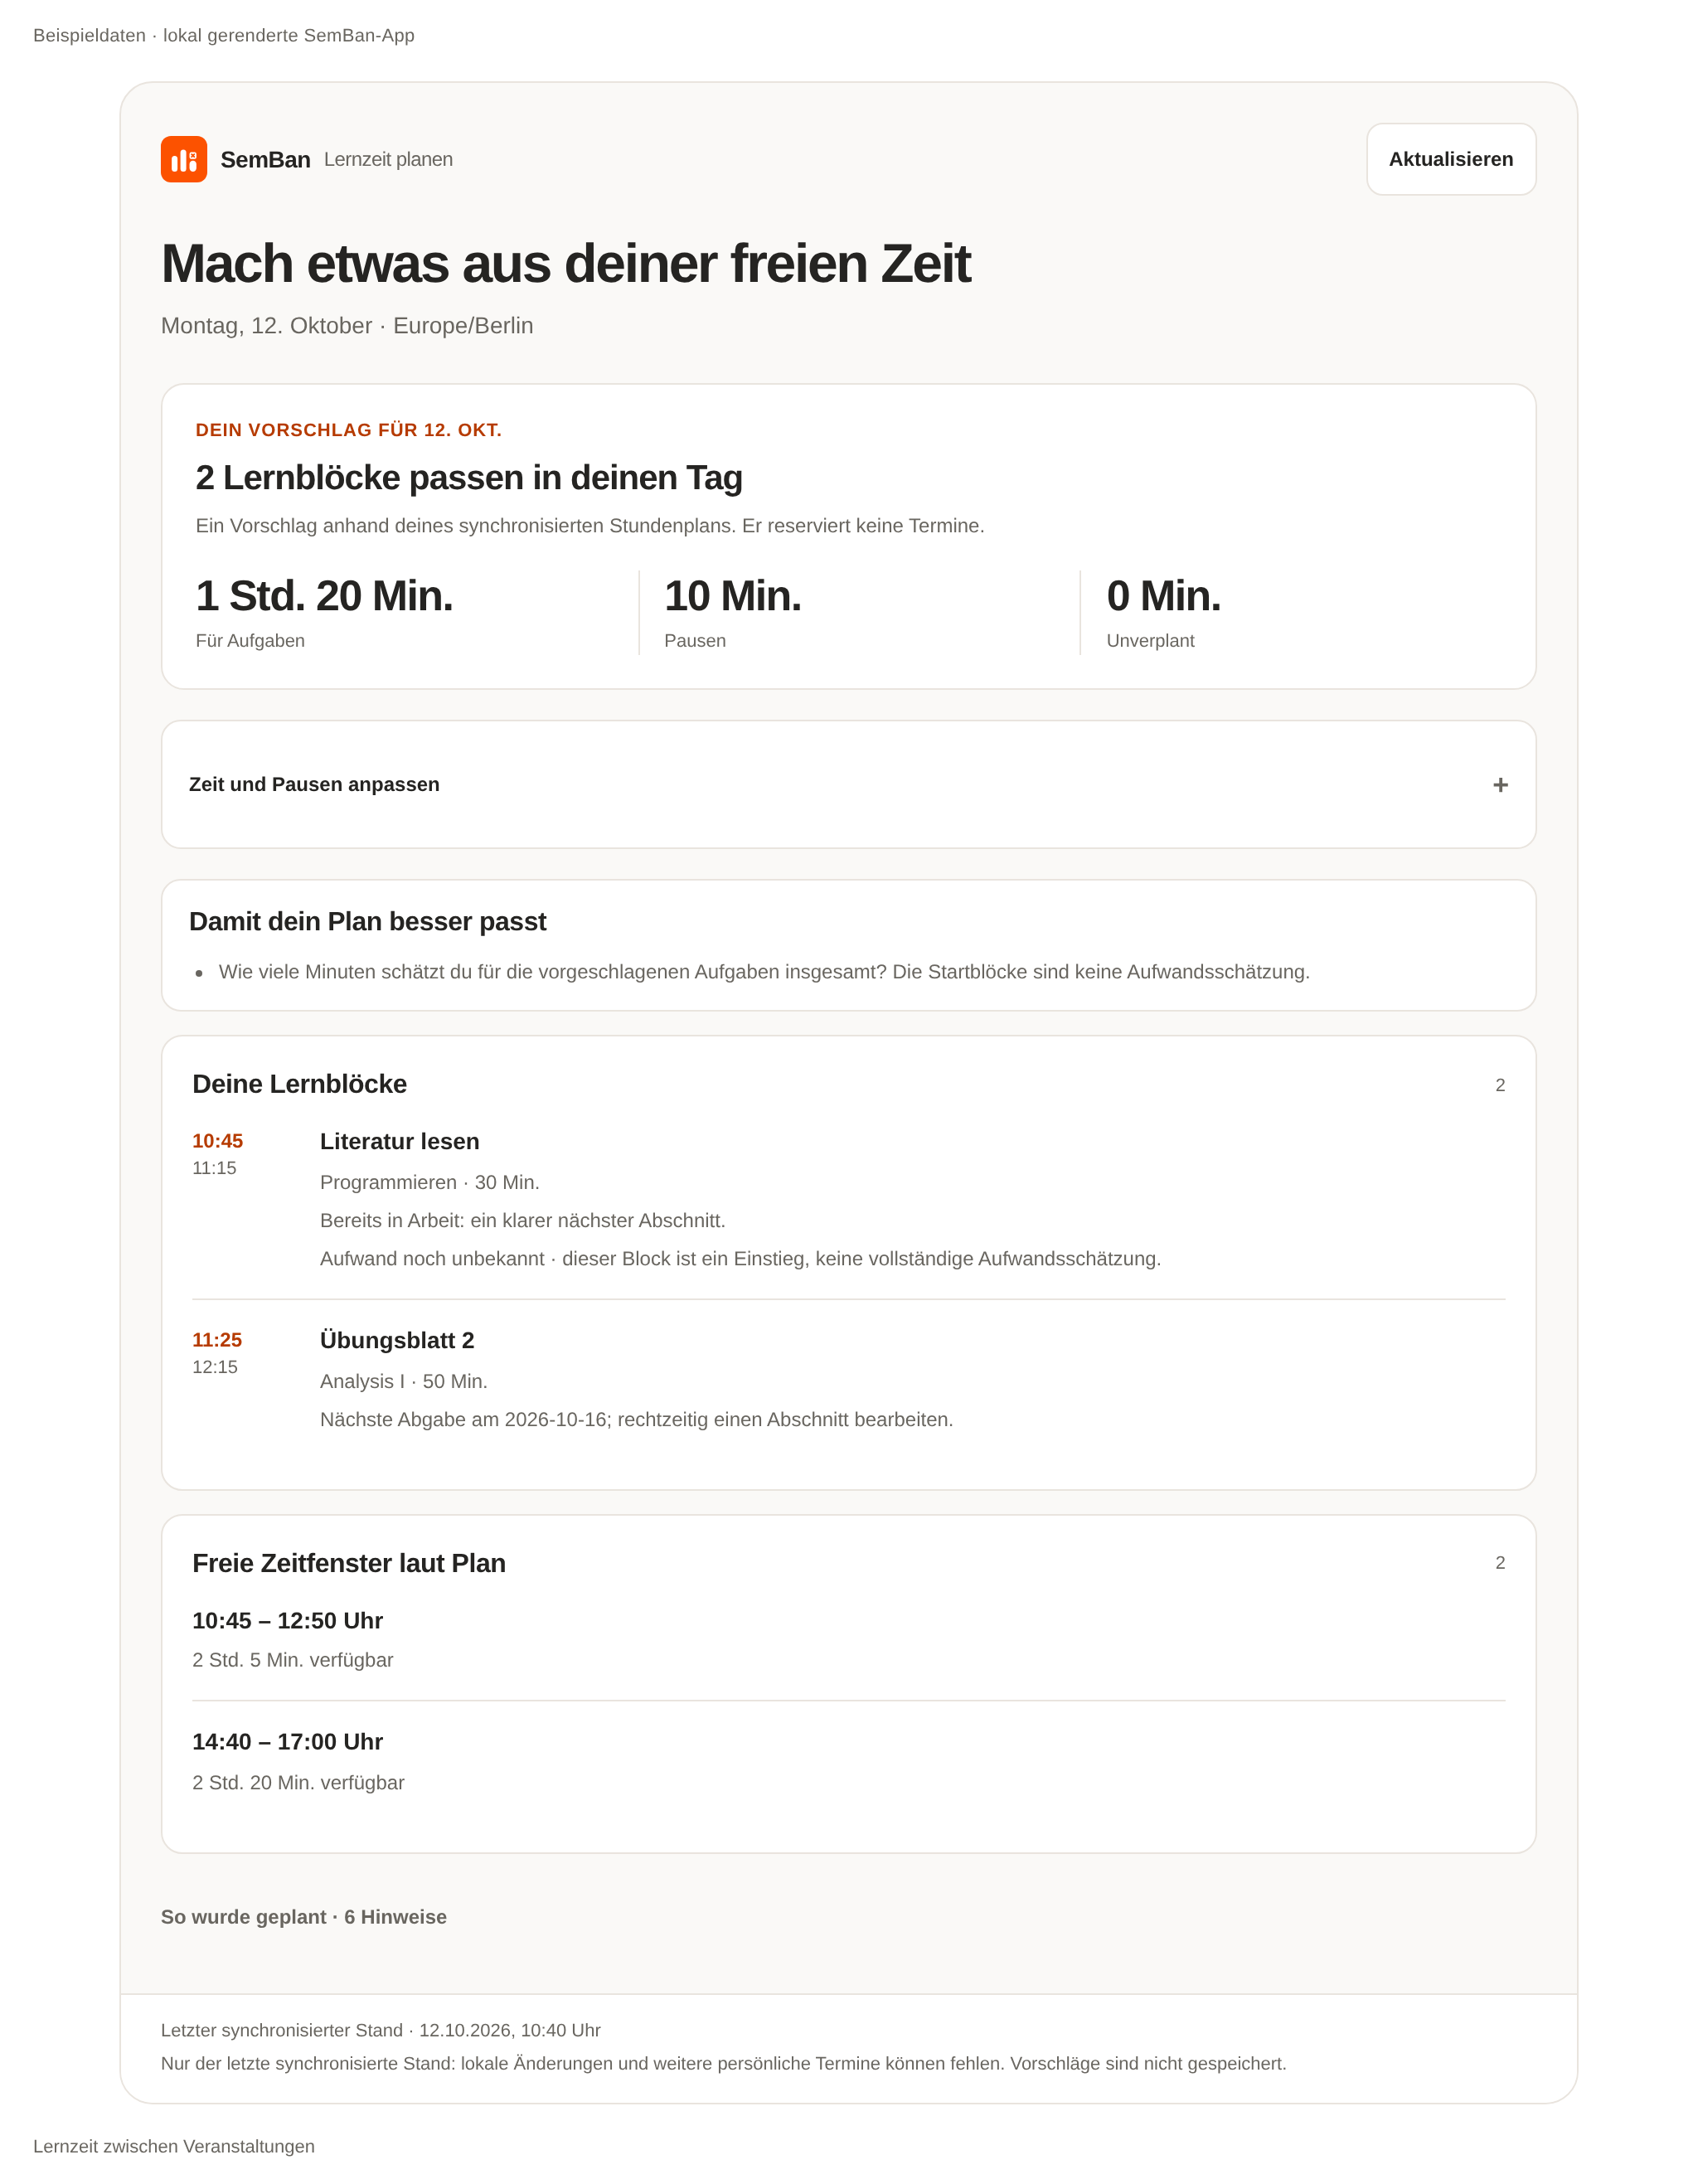 Beispieldaten · lokal gerenderte SemBan-App
SemBan Lernzeit planen
Aktualisieren
Mach etwas aus deiner freien Zeit
Montag, 12. Oktober · Europe/Berlin
DEIN VORSCHLAG FÜR 12. OKT.
2 Lernblöcke passen in deinen Tag
Ein Vorschlag anhand deines synchronisierten Stundenplans. Er reserviert keine Termine.
1 Std. 20 Min.
Für Aufgaben
10 Min.
Pausen
0 Min.
Unverplant
Zeit und Pausen anpassen +
Damit dein Plan besser passt
• Wie viele Minuten schätzt du für die vorgeschlagenen Aufgaben insgesamt? Die Startblöcke sind keine Aufwandsschätzung.
Deine Lernblöcke 2
10:45
11:15
Literatur lesen
Programmieren · 30 Min.
Bereits in Arbeit: ein klarer nächster Abschnitt.
Aufwand noch unbekannt · dieser Block ist ein Einstieg, keine vollständige Aufwandsschätzung.
11:25
12:15
Übungsblatt 2
Analysis I · 50 Min.
Nächste Abgabe am 2026-10-16; rechtzeitig einen Abschnitt bearbeiten.
Freie Zeitfenster laut Plan 2
10:45 – 12:50 Uhr
2 Std. 5 Min. verfügbar
14:40 – 17:00 Uhr
2 Std. 20 Min. verfügbar
So wurde geplant · 6 Hinweise
Letzter synchronisierter Stand · 12.10.2026, 10:40 Uhr
Nur der letzte synchronisierte Stand: lokale Änderungen und weitere persönliche Termine können fehlen. Vorschläge sind nicht gespeichert.
Lernzeit zwischen Veranstaltungen